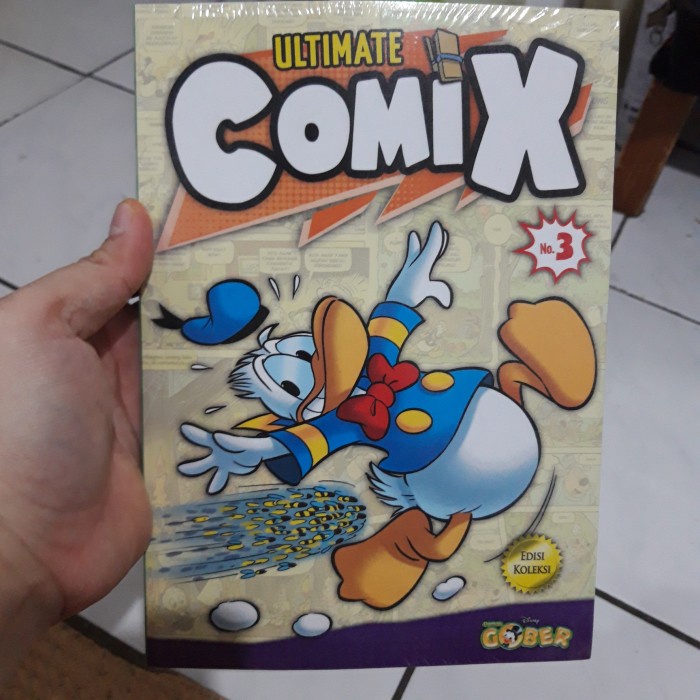 ULTIMATE
COMIX
No. 3
EDISI
KOLEKSI
Disney
GOBER